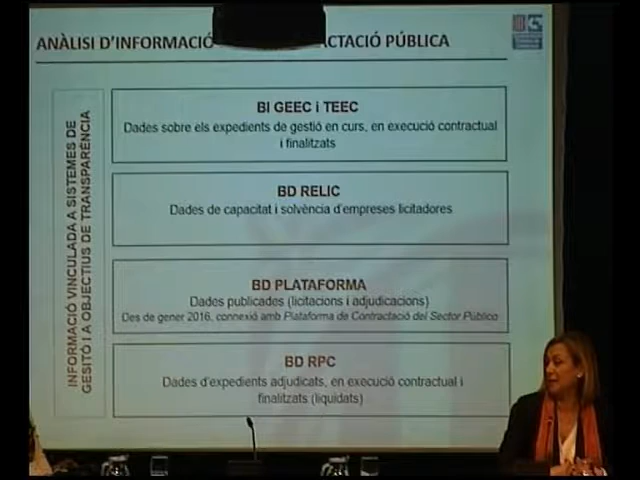 ANÀLISI D'INFORMACIÓ CTACIÓ PÚBLICA
INFORMACIÓ VINCULADA A SISTEMES DE
GESITÓ I A OBJECTIUS DE TRANSPARÈNCIA
BI GEEC i TEEC
Dades sobre els expedients de gestió en curs, en execució contractual
i finalitzats
BD RELIC
Dades de capacitat i solvència d'empreses licitadores
BD PLATAFORMA
Dades publicades (licitacions i adjudicacions)
Des de gener 2016, connexió amb Plataforma de Contractació del Sector Público
BD RPC
Dades d'expedients adjudicats, en execució contractual i
finalitzats (liquidats)